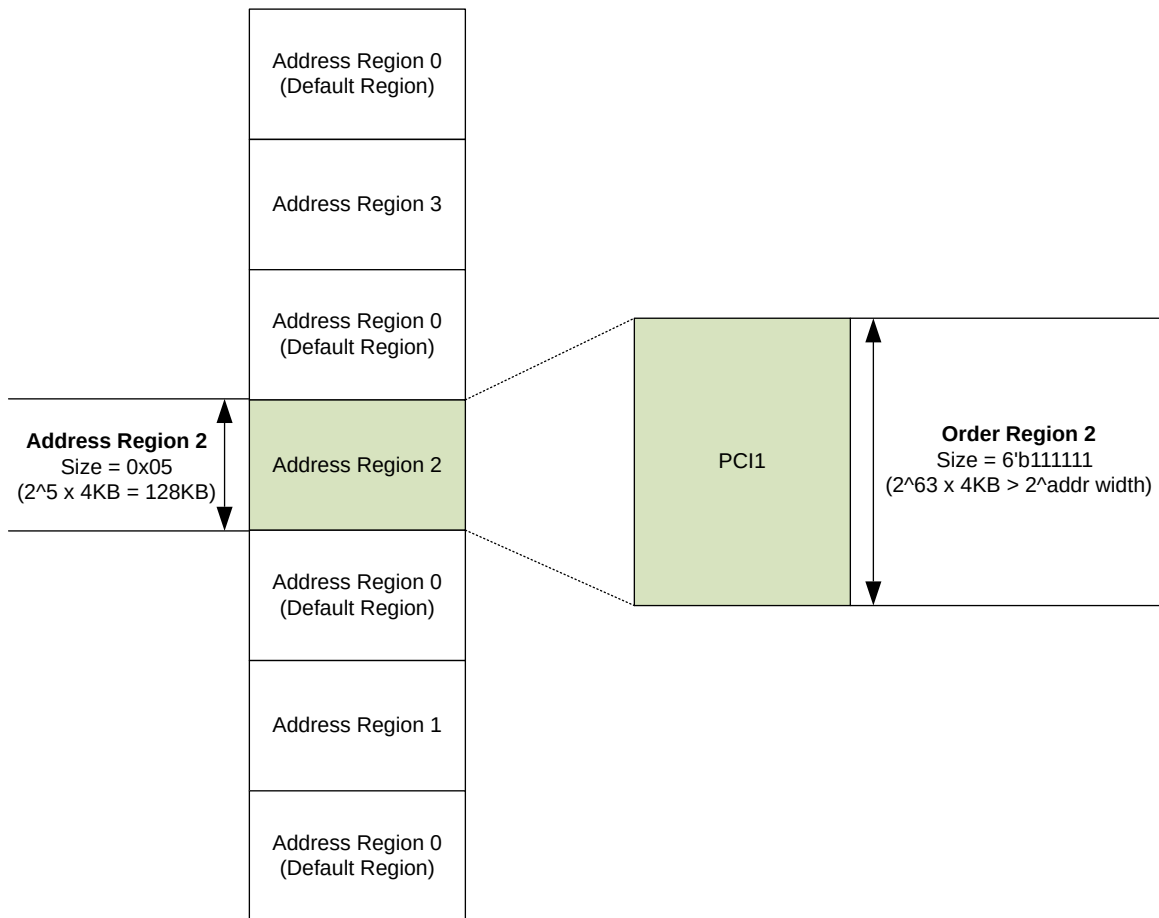 Address Region 0
(Default Region)
Address Region 3
Address Region 0
(Default Region)
Address Region 2
Size = 0x05
(2^5 x 4KB = 128KB)
Address Region 2
PCI1
Order Region 2
Size = 6'b111111
(2^63 x 4KB > 2^addr width)
Address Region 0
(Default Region)
Address Region 1
Address Region 0
(Default Region)